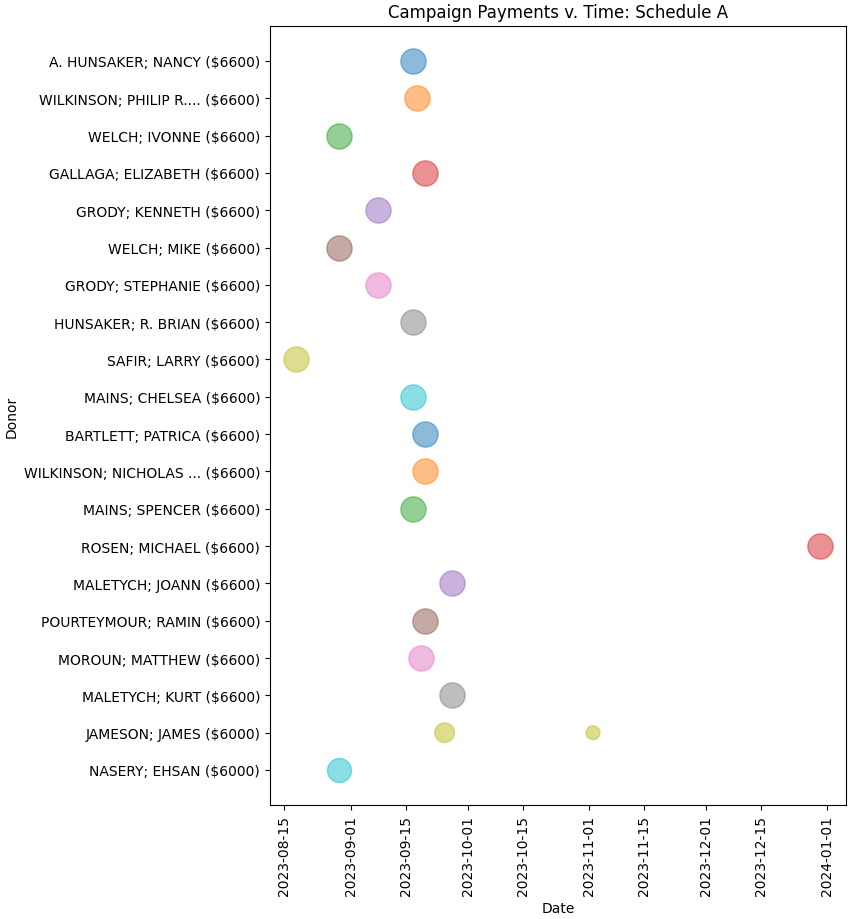 Campaign Payments v. Time: Schedule A
A. HUNSAKER; NANCY ($6600)
WILKINSON; PHILIP R.... ($6600)
WELCH; IVONNE ($6600)
GALLAGA; ELIZABETH ($6600)
GRODY; KENNETH ($6600)
WELCH; MIKE ($6600)
GRODY; STEPHANIE ($6600)
HUNSAKER; R. BRIAN ($6600)
SAFIR; LARRY ($6600)
MAINS; CHELSEA ($6600)
BARTLETT; PATRICA ($6600)
WILKINSON; NICHOLAS ... ($6600)
MAINS; SPENCER ($6600)
ROSEN; MICHAEL ($6600)
MALETYCH; JOANN ($6600)
POURTEYMOUR; RAMIN ($6600)
MOROUN; MATTHEW ($6600)
MALETYCH; KURT ($6600)
JAMESON; JAMES ($6000)
NASERY; EHSAN ($6000)
Donor
2023-08-15
2023-09-01
2023-09-15
2023-10-01
2023-10-15
2023-11-01
2023-11-15
2023-12-01
2023-12-15
2024-01-01
Date